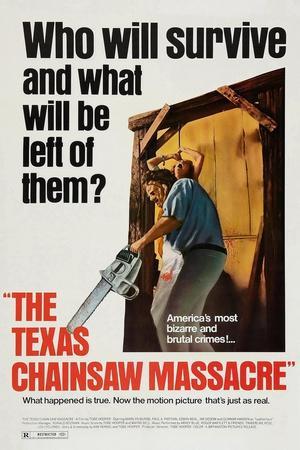 Who will survive
and what
will be
left of
them?
America's most
bizarre and
brutal crimes!...
"THE
TEXAS
CHAINSAW MASSACRE"
What happened is true. Now the motion picture that's just as real.
R
RESTRICTED